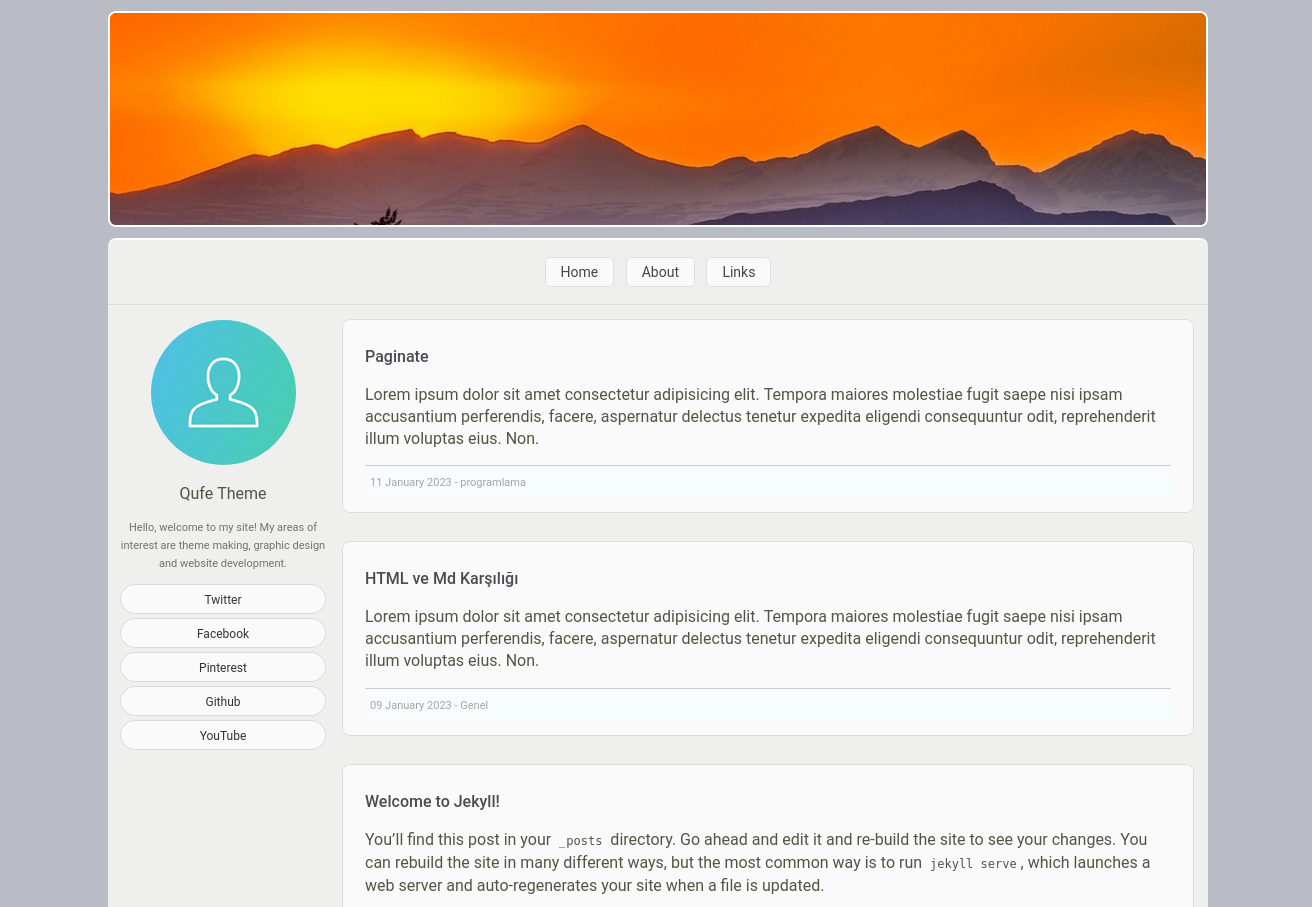 Home About Links
Qufe Theme
Hello, welcome to my site! My areas of
interest are theme making, graphic design
and website development.
Twitter
Facebook
Pinterest
Github
YouTube
Paginate
Lorem ipsum dolor sit amet consectetur adipisicing elit. Tempora maiores molestiae fugit saepe nisi ipsam
accusantium perferendis, facere, aspernatur delectus tenetur expedita eligendi consequuntur odit, reprehenderit
illum voluptas eius. Non.
11 January 2023 - programlama
HTML ve Md Karşılığı
Lorem ipsum dolor sit amet consectetur adipisicing elit. Tempora maiores molestiae fugit saepe nisi ipsam
accusantium perferendis, facere, aspernatur delectus tenetur expedita eligendi consequuntur odit, reprehenderit
illum voluptas eius. Non.
09 January 2023 - Genel
Welcome to Jekyll!
You’ll find this post in your _posts directory. Go ahead and edit it and re-build the site to see your changes. You
can rebuild the site in many different ways, but the most common way is to run jekyll serve, which launches a
web server and auto-regenerates your site when a file is updated.